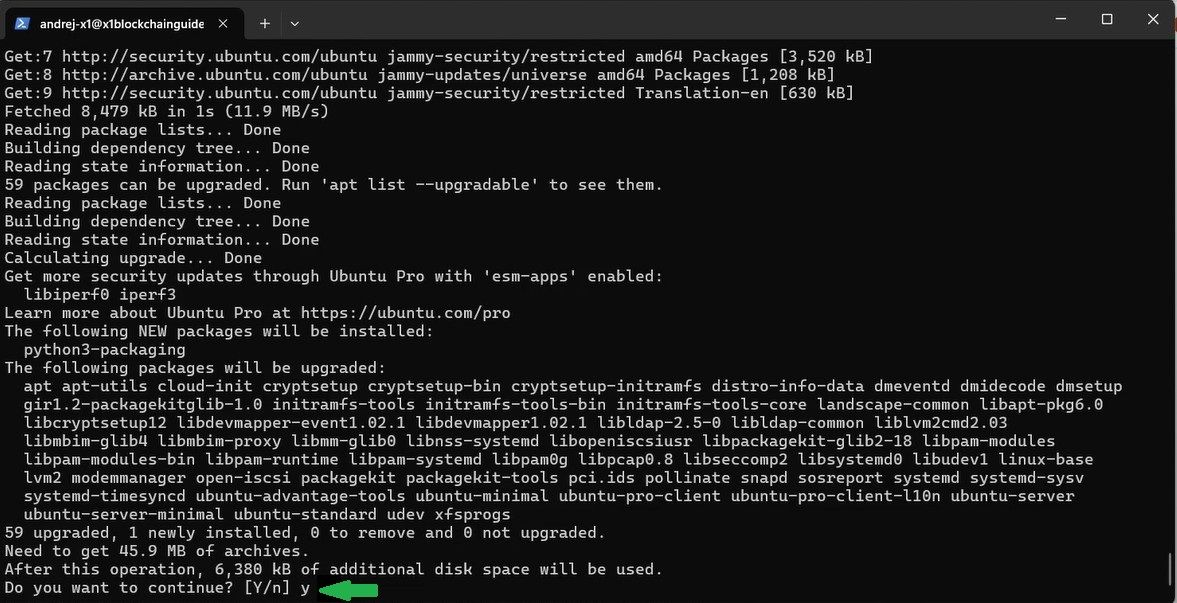 andrej-x1@x1blockchainguide
Get:7 http://security.ubuntu.com/ubuntu jammy-security/restricted amd64 Packages [3,520 kB]
Get:8 http://archive.ubuntu.com/ubuntu jammy-updates/universe amd64 Packages [1,208 kB]
Get:9 http://security.ubuntu.com/ubuntu jammy-security/restricted Translation-en [630 kB]
Fetched 8,479 kB in 1s (11.9 MB/s)
Reading package lists... Done
Building dependency tree... Done
Reading state information... Done
59 packages can be upgraded. Run 'apt list --upgradable' to see them.
Reading package lists... Done
Building dependency tree... Done
Reading state information... Done
Calculating upgrade... Done
Get more security updates through Ubuntu Pro with 'esm-apps' enabled:
  libiperf0 iperf3
Learn more about Ubuntu Pro at https://ubuntu.com/pro
The following NEW packages will be installed:
  python3-packaging
The following packages will be upgraded:
  apt apt-utils cloud-init cryptsetup cryptsetup-bin cryptsetup-initramfs distro-info-data dmeventd dmidecode dmsetup
  gir1.2-packagekitglib-1.0 initramfs-tools initramfs-tools-bin initramfs-tools-core landscape-common libapt-pkg6.0
  libcryptsetup12 libdevmapper-event1.02.1 libdevmapper1.02.1 libldap-2.5-0 libldap-common liblvm2cmd2.03
  libmbim-glib4 libmbim-proxy libmm-glib0 libnss-systemd libopeniscsiusr libpackagekit-glib2-18 libpam-modules
  libpam-modules-bin libpam-runtime libpam-systemd libpam0g libpcap0.8 libseccomp2 libsystemd0 libudev1 linux-base
  lvm2 modemmanager open-iscsi packagekit packagekit-tools pci.ids pollinate snapd sosreport systemd systemd-sysv
  systemd-timesyncd ubuntu-advantage-tools ubuntu-minimal ubuntu-pro-client ubuntu-pro-client-l10n ubuntu-server
  ubuntu-server-minimal ubuntu-standard udev xfsprogs
59 upgraded, 1 newly installed, 0 to remove and 0 not upgraded.
Need to get 45.9 MB of archives.
After this operation, 6,380 kB of additional disk space will be used.
Do you want to continue? [Y/n] y